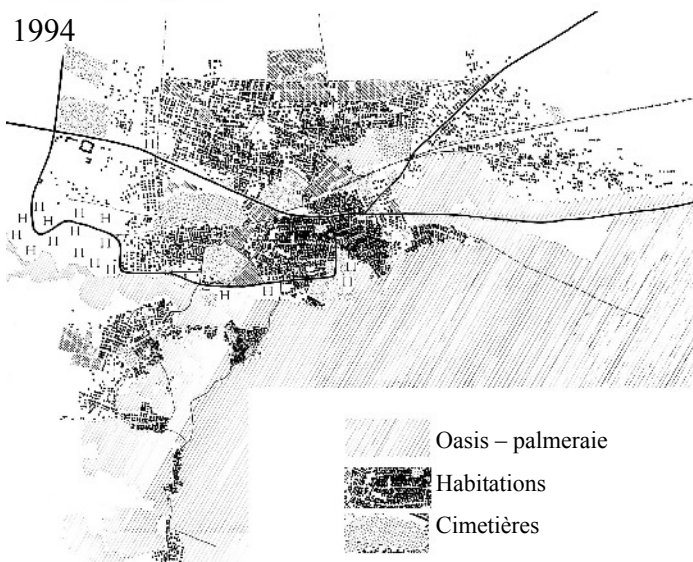 1994
H H
H H H H
H H
H H
H H
H
H H
H
H H
H
Oasis – palmeraie
Habitations
Cimetières